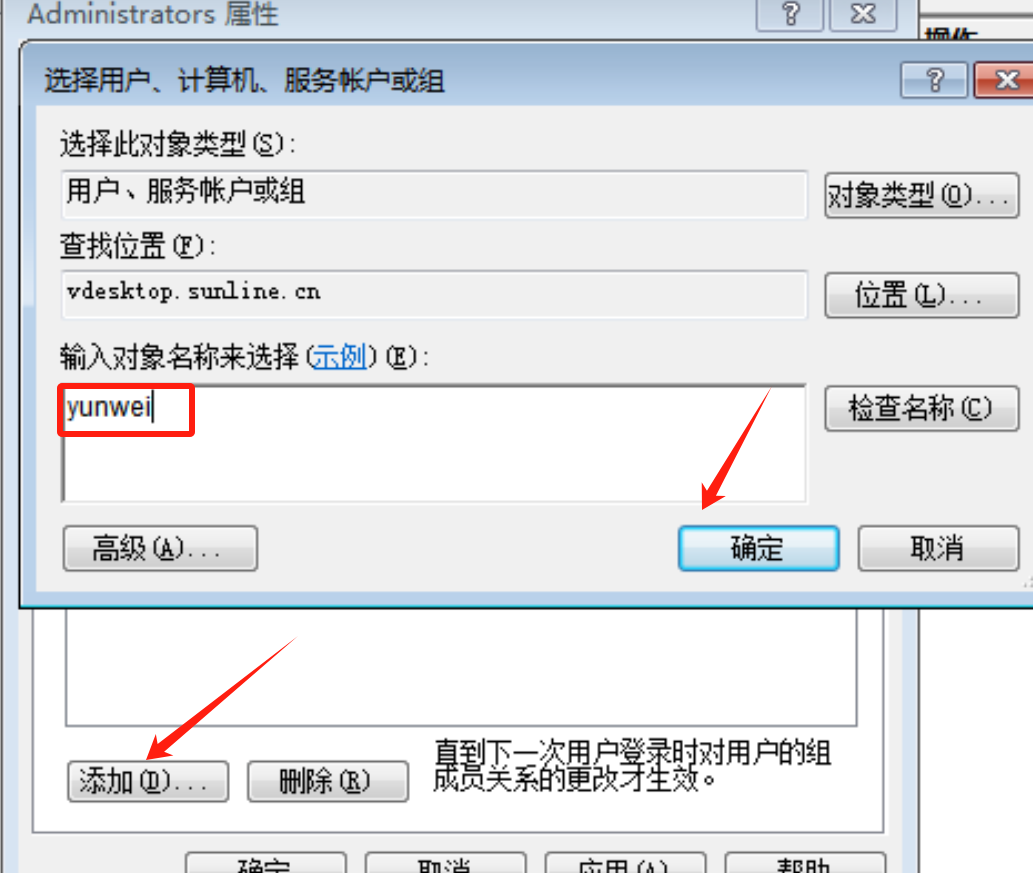 Administrators 属性
操作
选择用户、计算机、服务帐户或组
选择此对象类型(S):
用户、服务帐户或组
对象类型(O)...
查找位置(F):
vdesktop.sunline.cn
位置(L)...
输入对象名称来选择(示例)(E):
yunwei
检查名称(C)
高级(A)...
确定
取消
添加(D)...
删除(R)
直到下一次用户登录时对用户的组
成员关系的更改才生效。
确定
取消
应用(A)
帮助